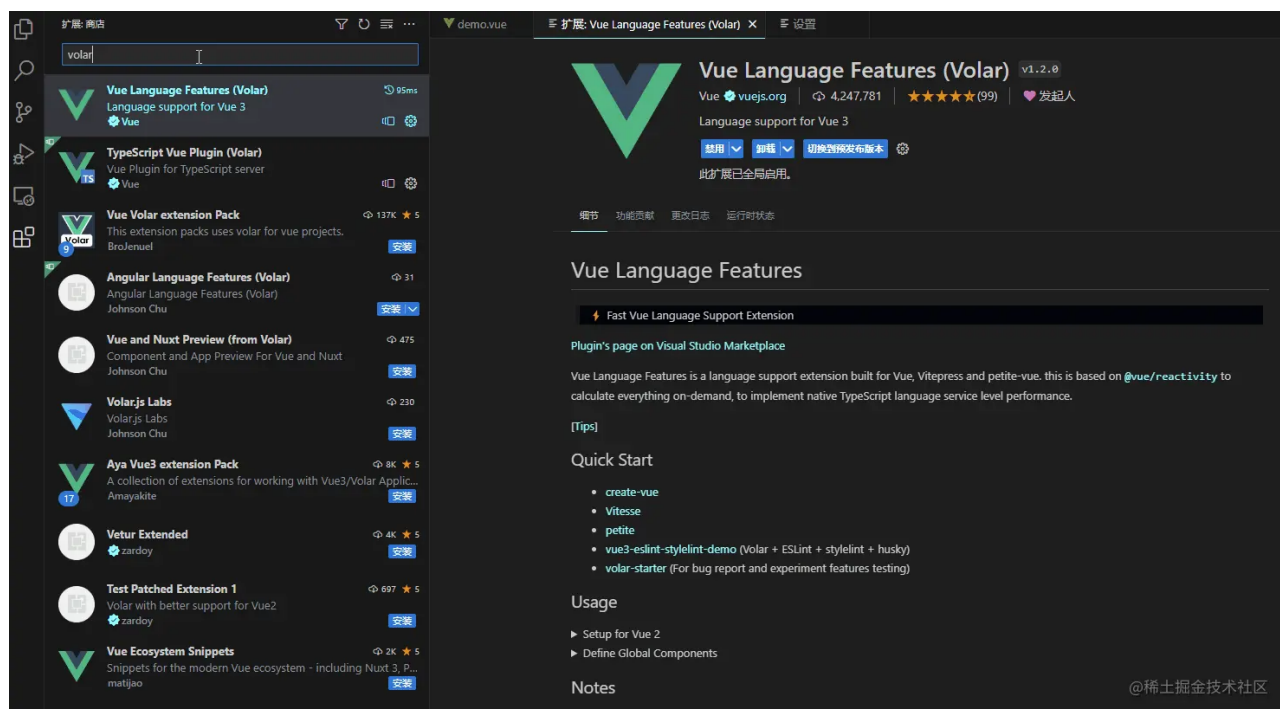 扩展: 商店
volar
Vue Language Features (Volar)
95ms
Language support for Vue 3
Vue
TypeScript Vue Plugin (Volar)
Vue Plugin for TypeScript server
Vue
TS
Vue Volar extension Pack
137K ★ 5
This extension packs uses volar for vue projects.
BroJenuel
安装
Volar
9
Angular Language Features (Volar)
31
Angular Language Features (Volar)
Johnson Chu
安装
Vue and Nuxt Preview (from Volar)
475
Component and App Preview For Vue and Nuxt
Johnson Chu
安装
Volar.js Labs
230
Volar.js Labs
Johnson Chu
安装
Aya Vue3 extension Pack
8K ★ 5
A collection of extensions for working with Vue3/Volar Applic...
Amayakite
安装
17
Vetur Extended
4K ★ 5
zardoy
安装
Test Patched Extension 1
697 ★ 5
Volar with better support for Vue2
zardoy
安装
Vue Ecosystem Snippets
2K ★ 5
Snippets for the modern Vue ecosystem - including Nuxt 3, P...
matijao
安装
demo.vue
扩展: Vue Language Features (Volar)
设置
Vue Language Features (Volar) v1.2.0
Vue vuejs.org 4,247,781 (99) 发起人
Language support for Vue 3
禁用 卸载 切换到预发布版本
此扩展已全局启用。
细节 功能贡献 更改日志 运行时状态
Vue Language Features
⚡ Fast Vue Language Support Extension
Plugin's page on Visual Studio Marketplace
Vue Language Features is a language support extension built for Vue, Vitepress and petite-vue. this is based on @vue/reactivity to
calculate everything on-demand, to implement native TypeScript language service level performance.
[Tips]
Quick Start
• create-vue
• Vitesse
• petite
• vue3-eslint-stylelint-demo (Volar + ESLint + stylelint + husky)
• volar-starter (For bug report and experiment features testing)
Usage
▶ Setup for Vue 2
▶ Define Global Components
Notes
@稀土掘金技术社区